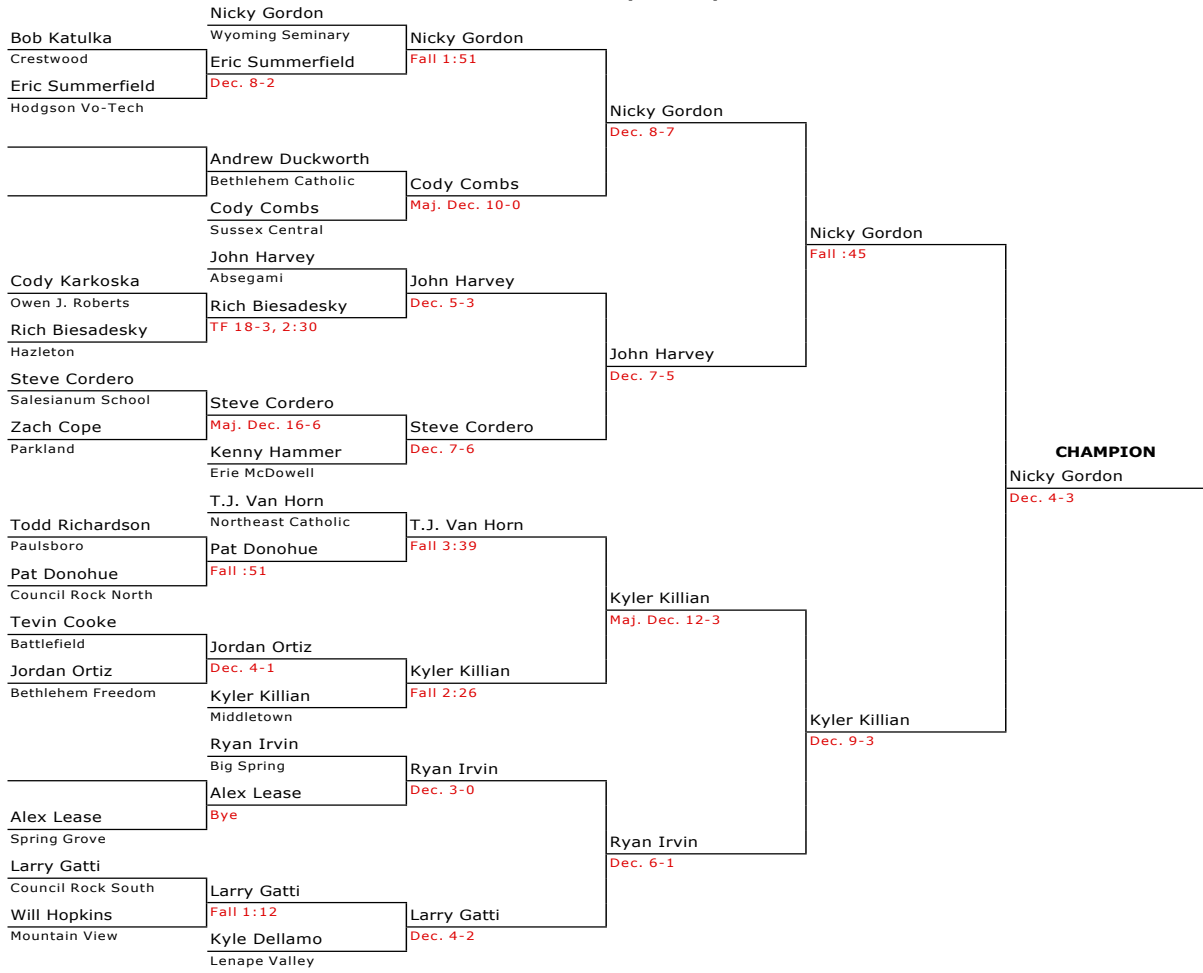 Nicky Gordon
Bob Katulka
Wyoming Seminary
Nicky Gordon
Crestwood
Eric Summerfield
Fall 1:51
Eric Summerfield
Dec. 8-2
Hodgson Vo-Tech
Nicky Gordon
Dec. 8-7
Andrew Duckworth
Bethlehem Catholic
Cody Combs
Cody Combs
Maj. Dec. 10-0
Sussex Central
Nicky Gordon
John Harvey
Fall :45
Cody Karkoska
Absegami
John Harvey
Owen J. Roberts
Rich Biesadesky
Dec. 5-3
Rich Biesadesky
TF 18-3, 2:30
Hazleton
John Harvey
Steve Cordero
Dec. 7-5
Salesianum School
Steve Cordero
Zach Cope
Maj. Dec. 16-6
Steve Cordero
Parkland
Kenny Hammer
Dec. 7-6
CHAMPION
Erie McDowell
Nicky Gordon
T.J. Van Horn
Dec. 4-3
Todd Richardson
Northeast Catholic
T.J. Van Horn
Paulsboro
Pat Donohue
Fall 3:39
Pat Donohue
Fall :51
Council Rock North
Kyler Killian
Tevin Cooke
Maj. Dec. 12-3
Battlefield
Jordan Ortiz
Jordan Ortiz
Dec. 4-1
Kyler Killian
Bethlehem Freedom
Kyler Killian
Fall 2:26
Middletown
Kyler Killian
Ryan Irvin
Dec. 9-3
Big Spring
Ryan Irvin
Alex Lease
Dec. 3-0
Alex Lease
Bye
Spring Grove
Ryan Irvin
Larry Gatti
Dec. 6-1
Council Rock South
Larry Gatti
Will Hopkins
Fall 1:12
Larry Gatti
Mountain View
Kyle Dellamo
Dec. 4-2
Lenape Valley